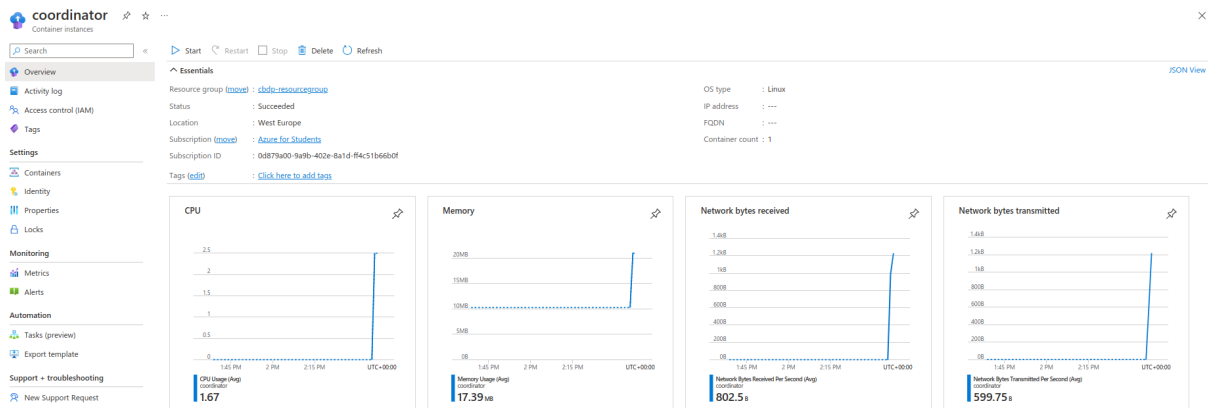 coordinator
Container instances
Search
Start Restart Stop Delete Refresh
Overview
Activity log
Access control (IAM)
Tags
Settings
Containers
Identity
Properties
Locks
Monitoring
Metrics
Alerts
Automation
Tasks (preview)
Export template
Support + troubleshooting
New Support Request
Essentials
JSON View
Resource group (move) : cbdp-resourcegroup
Status : Succeeded
Location : West Europe
Subscription (move) : Azure for Students
Subscription ID : 0d879a00-9a9b-402e-8a1d-ff4c51b66b0f
Tags (edit) : Click here to add tags
OS type : Linux
IP address : ---
FQDN : ---
Container count : 1
CPU
2.5
2
1.5
1
0.5
0
1:45 PM 2 PM 2:15 PM UTC+00:00
CPU Usage (Avg)
coordinator
1.67
Memory
20MB
15MB
10MB
5MB
0B
1:45 PM 2 PM 2:15 PM UTC+00:00
Memory Usage (Avg)
coordinator
17.39 MB
Network bytes received
1.4kB
1.2kB
1kB
800B
600B
400B
200B
0B
1:45 PM 2 PM 2:15 PM UTC+00:00
Network Bytes Received Per Second (Avg)
coordinator
802.5 B
Network bytes transmitted
1.4kB
1.2kB
1kB
800B
600B
400B
200B
0B
1:45 PM 2 PM 2:15 PM UTC+00:00
Network Bytes Transmitted Per Second (Avg)
coordinator
599.75 B